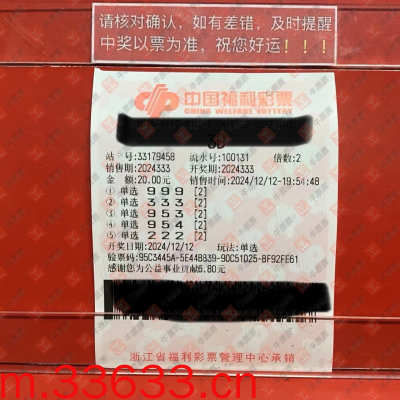 请核对确认，如有差错，及时提醒
中奖以票为准，祝您好运！！！
中国福利彩票
CHINA WELFARE LOTTERY
站 号:33179458 流水号:100131 倍数:2
销售期:2024333 开奖期:2024333
金 额:20.00元 销售时间:2024/12/12-19:54:48
① 单选 9 9 9 [2]
② 单选 3 3 3 [2]
③ 单选 9 5 3 [2]
④ 单选 9 5 4 [2]
⑤ 单选 2 2 2 [2]
开奖日期:2024/12/12 玩法:单选
验票码:95C3445A-5E44B839-90C51025-BF92FE61
感谢您为公益事业贡献6.80元
浙江省福利彩票管理中心承销
m.33633.cn